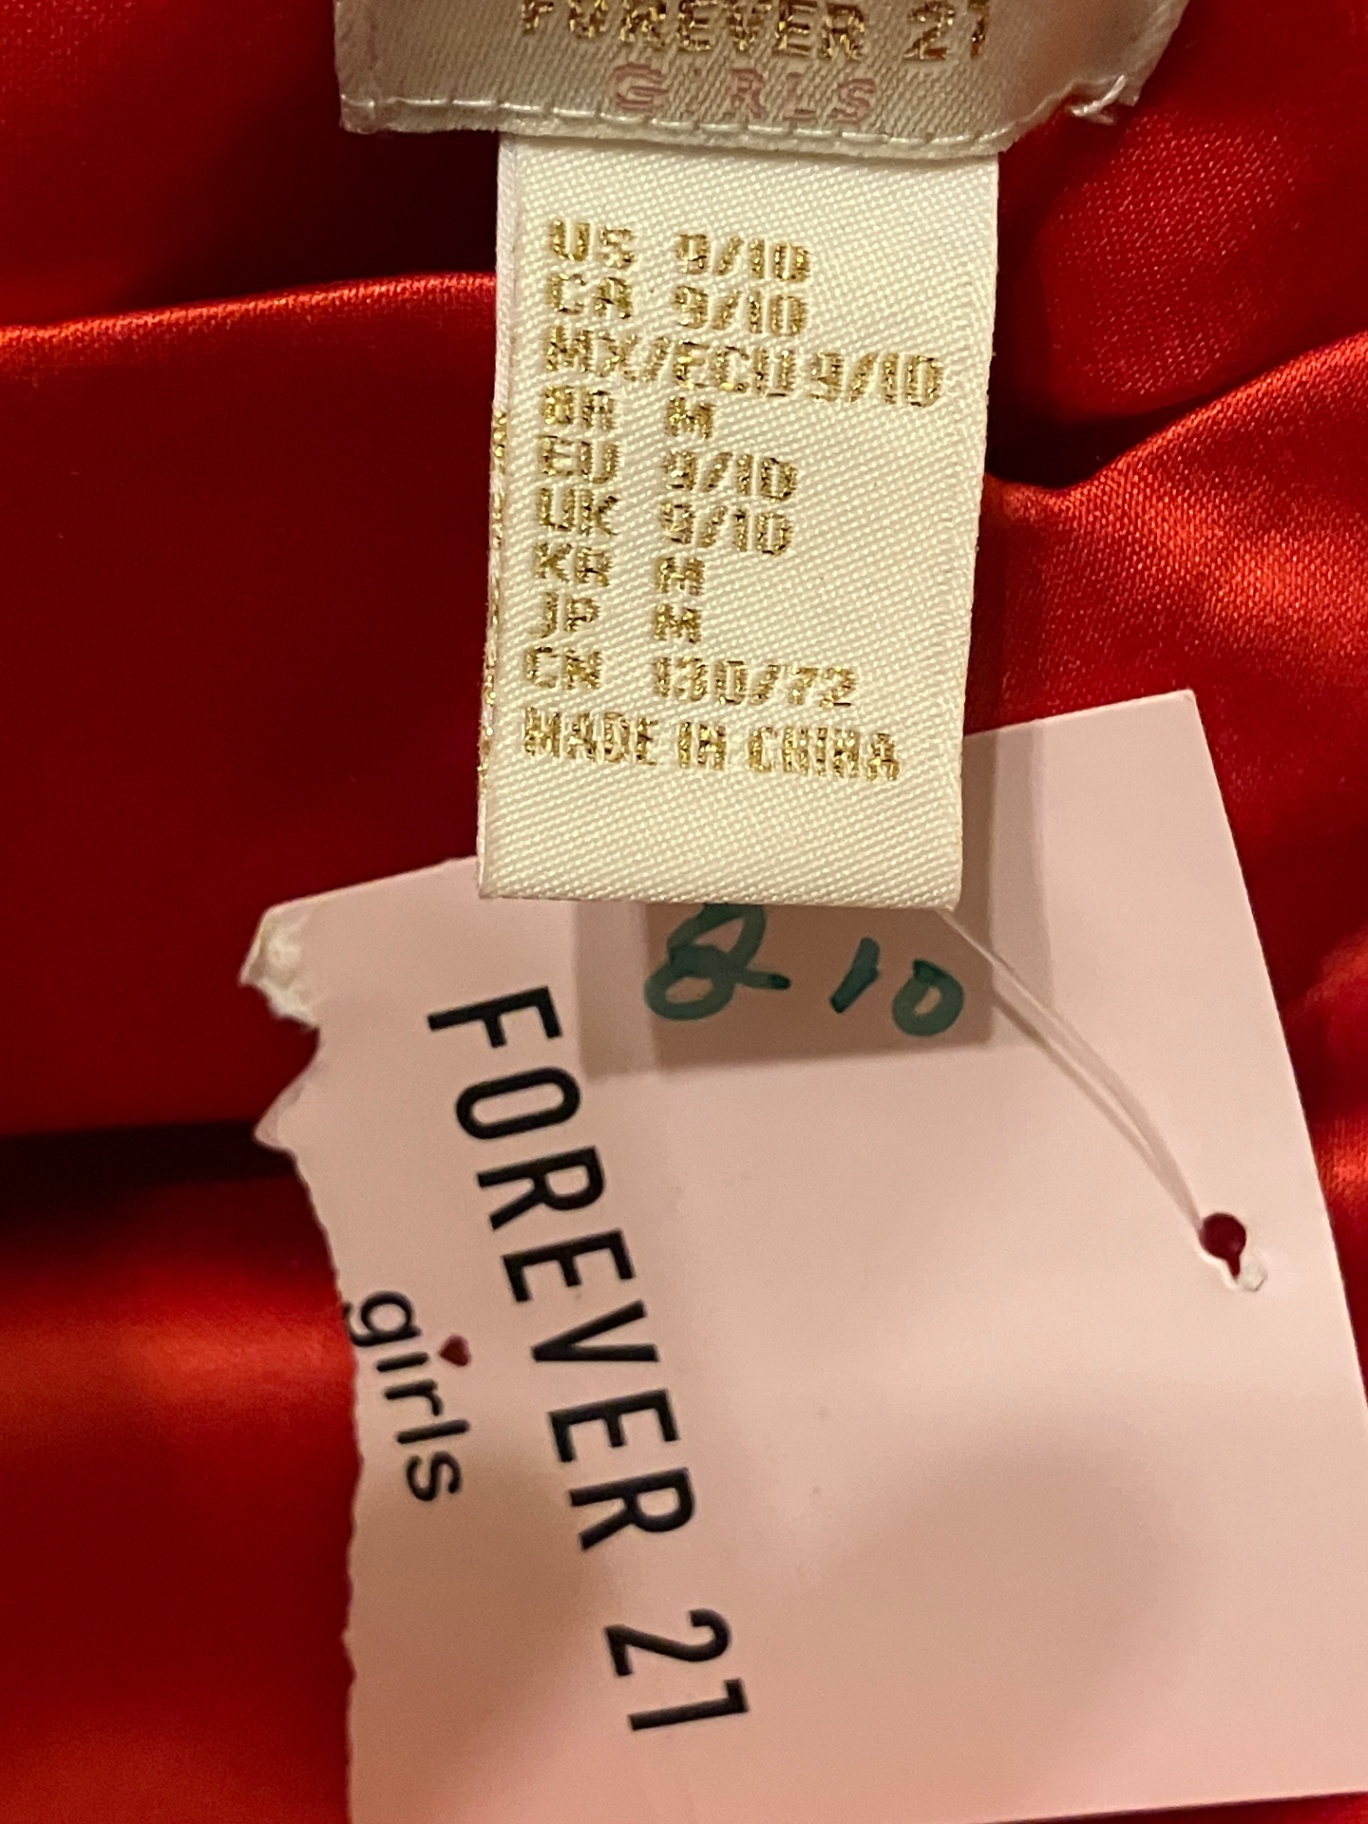 FOREVER 21
GIRLS
US 9/10
CA 9/10
MX/ECU 9/10
BR M
EU 9/10
UK 9/10
KR M
JP M
CN 130/72
MADE IN CHINA
10
FOREVER 21
girls